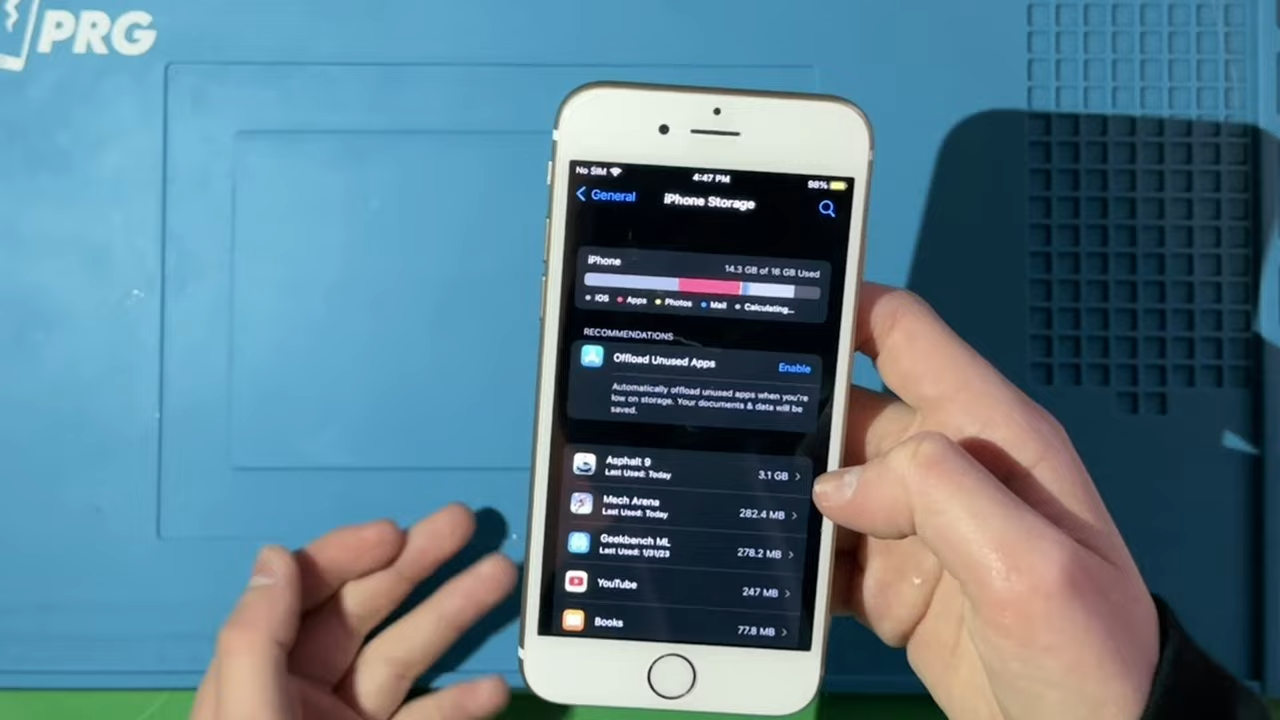 PRG
No SIM
4:47 PM
98%
General
iPhone Storage
iPhone
14.3 GB of 16 GB Used
iOS
Apps
Photos
Mail
Calculating...
RECOMMENDATIONS
Offload Unused Apps
Enable
Automatically offload unused apps when you're
low on storage. Your documents & data will be
saved.
Asphalt 9
Last Used: Today
3.1 GB
Mech Arena
Last Used: Today
282.4 MB
Geekbench ML
Last Used: 1/31/23
278.2 MB
YouTube
247 MB
Books
77.8 MB